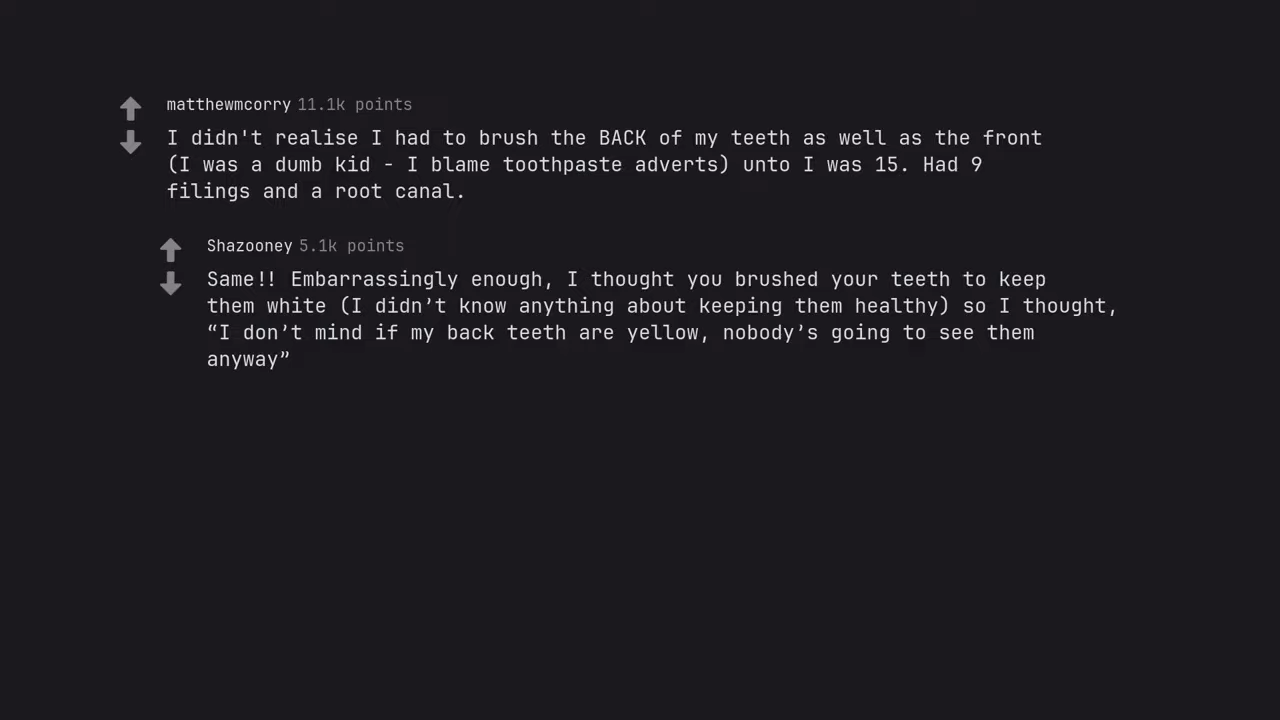 matthewmcorry 11.1k points
I didn't realise I had to brush the BACK of my teeth as well as the front
(I was a dumb kid - I blame toothpaste adverts) unto I was 15. Had 9
filings and a root canal.
Shazooney 5.1k points
Same!! Embarrassingly enough, I thought you brushed your teeth to keep
them white (I didn’t know anything about keeping them healthy) so I thought,
“I don’t mind if my back teeth are yellow, nobody’s going to see them
anyway”